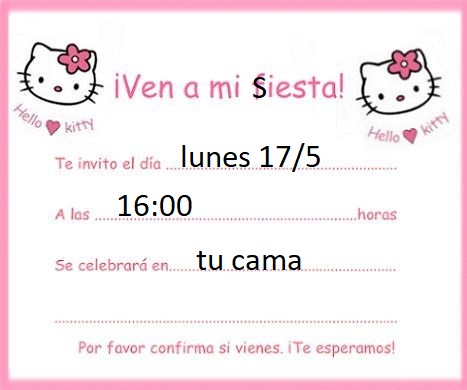 ¡Ven a mi siesta!
Hello kitty
Hello kitty
Te invito el día lunes 17/5
A las 16:00 horas
Se celebrará en tu cama
Por favor confirma si vienes. ¡Te esperamos!